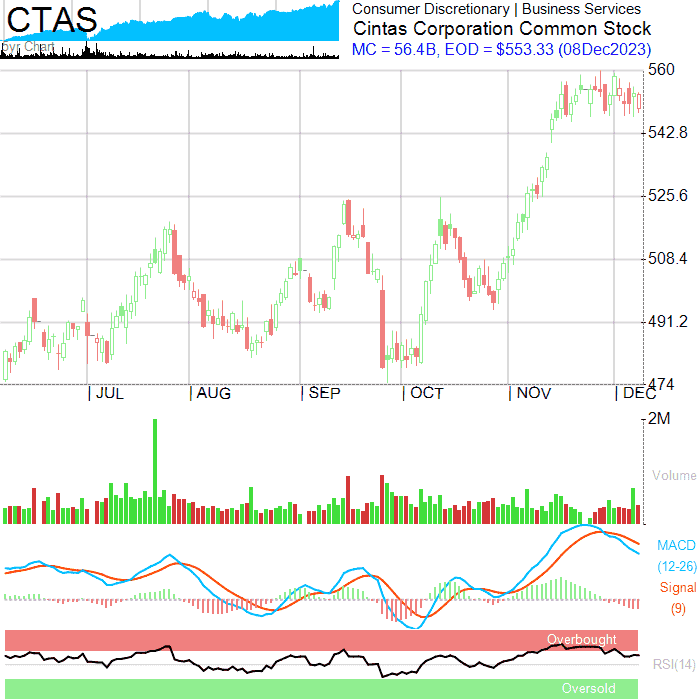 CTAS
Consumer Discretionary | Business Services
Cintas Corporation Common Stock
MC = 56.4B, EOD = $553.33 (08Dec2023)
5yr Chart
560
542.8
525.6
508.4
491.2
474
| JUL | AUG | SEP | OCT | NOV | DEC
2M
Volume
MACD
(12-26)
Signal
(9)
Overbought
RSI(14)
Oversold